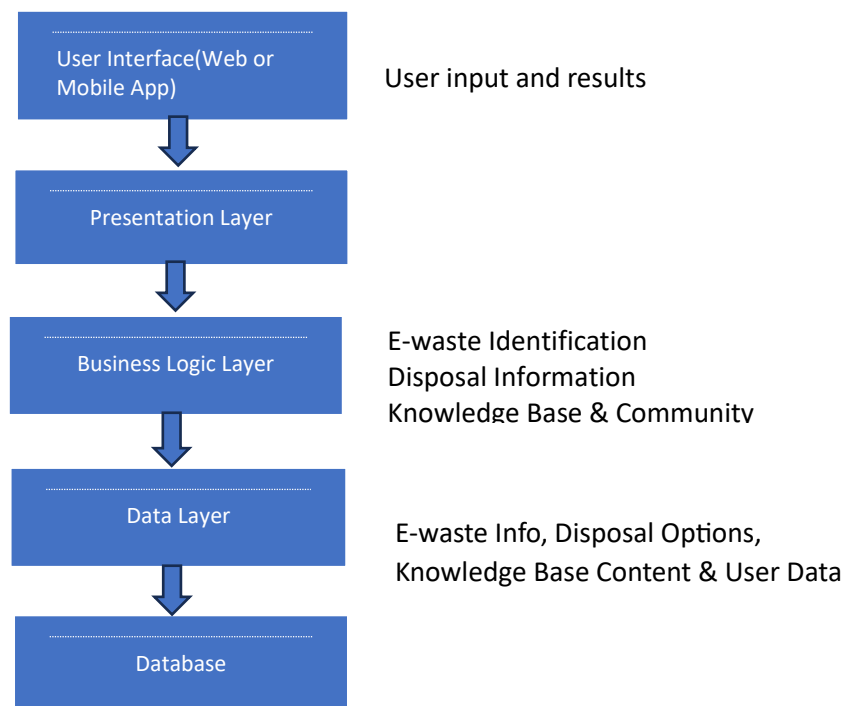 User Interface(Web or
Mobile App)
User input and results
Presentation Layer
Business Logic Layer
E-waste Identification
Disposal Information
Knowledge Base & Community
Data Layer
E-waste Info, Disposal Options,
Knowledge Base Content & User Data
Database